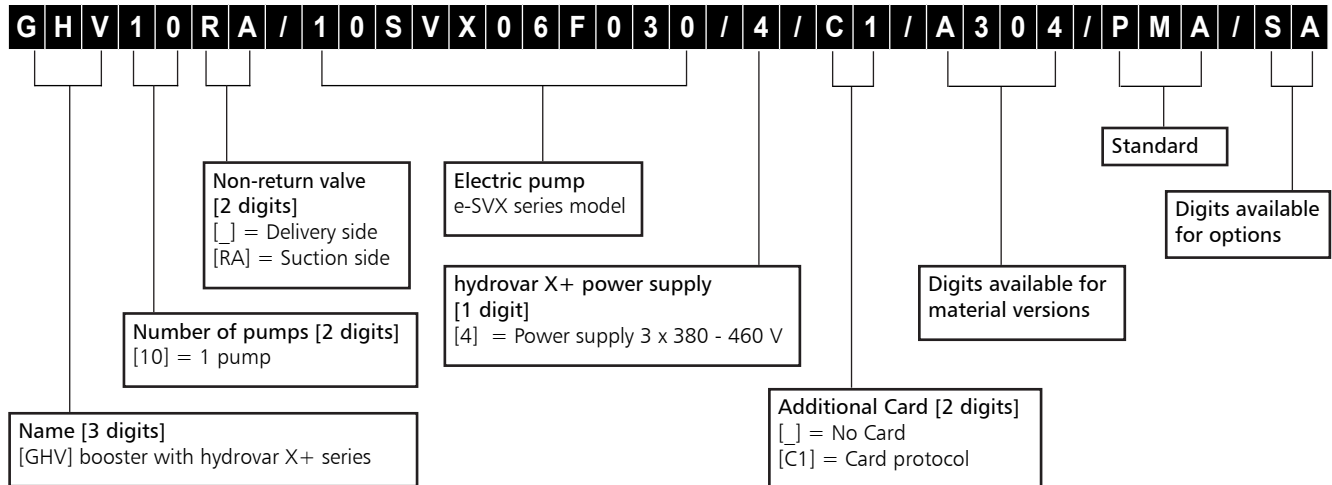 GHV10RA/10SVX06F030/4/C1/A304/PMA/SA
Standard
Non-return valve
[2 digits]
[_] = Delivery side
[RA] = Suction side
Electric pump
e-SVX series model
Digits available
for options
hydrovar X+ power supply
[1 digit]
[4] = Power supply 3 x 380 - 460 V
Digits available for
material versions
Number of pumps [2 digits]
[10] = 1 pump
Additional Card [2 digits]
[_] = No Card
[C1] = Card protocol
Name [3 digits]
[GHV] booster with hydrovar X+ series